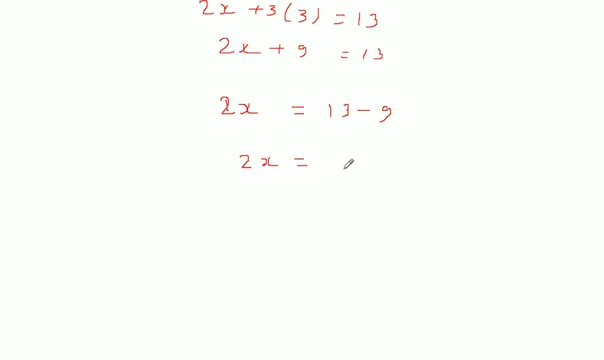 2x + 3(3) = 13
2x + 9 = 13
2x = 13 - 9
2x =